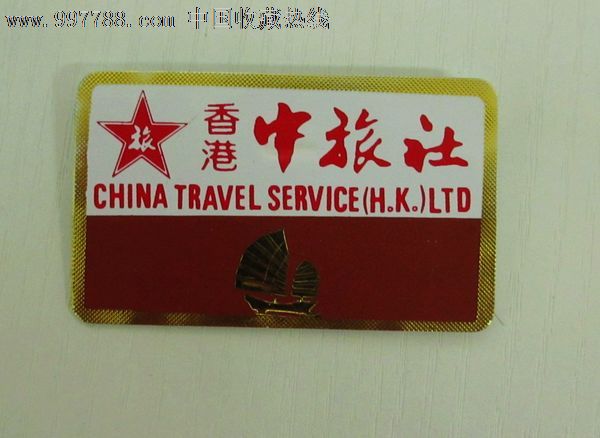 www.997788.com 中国收藏热线
旅 香港 中旅社
CHINA TRAVEL SERVICE(H.K.)LTD